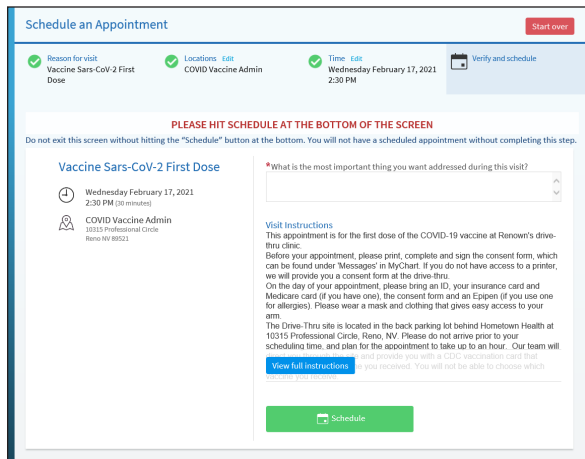 Schedule an Appointment
Start over
Reason for visit
Vaccine Sars-CoV-2 First
Dose
Locations Edit
COVID Vaccine
Admin
Time Edit
Wednesday February 17, 2021
2:30 PM
Verify and schedule
PLEASE HIT SCHEDULE AT THE BOTTOM OF THE SCREEN
Do not exit this screen without hitting the "Schedule" button at the bottom. You will not have a scheduled appointment without completing this step.
Vaccine Sars-CoV-2 First Dose
Wednesday February 17, 2021
2:30 PM (30 minutes)
COVID Vaccine Admin
10315 Professional Circle
Reno NV 89521
*What is the most important thing you want addressed during this visit?
Visit Instructions
This appointment is for the first dose of the COVID-19 vaccine at Renown's drive-
thru clinic.
Before your appointment, please print, complete and sign the consent form, which
can be found under 'Messages' in MyChart. If you do not have access to a printer,
we will provide you a consent form at the drive-thru.
On the day of your appointment, please bring an ID, your insurance card and
Medicare card (if you have one), the consent form and an Epipen (if you use one
for allergies). Please wear a mask and clothing that gives easy access to your
arm.
The Drive-Thru site is located in the back parking lot behind Hometown Health at
10315 Professional Circle, Reno, NV. Please do not arrive prior to your
scheduling time, and plan for the appointment to take up to an hour. Our team will
and provide you with a CDC vaccination card that
View full instructions
you received. You will not be able to choose which
vaccine you receive.
Schedule